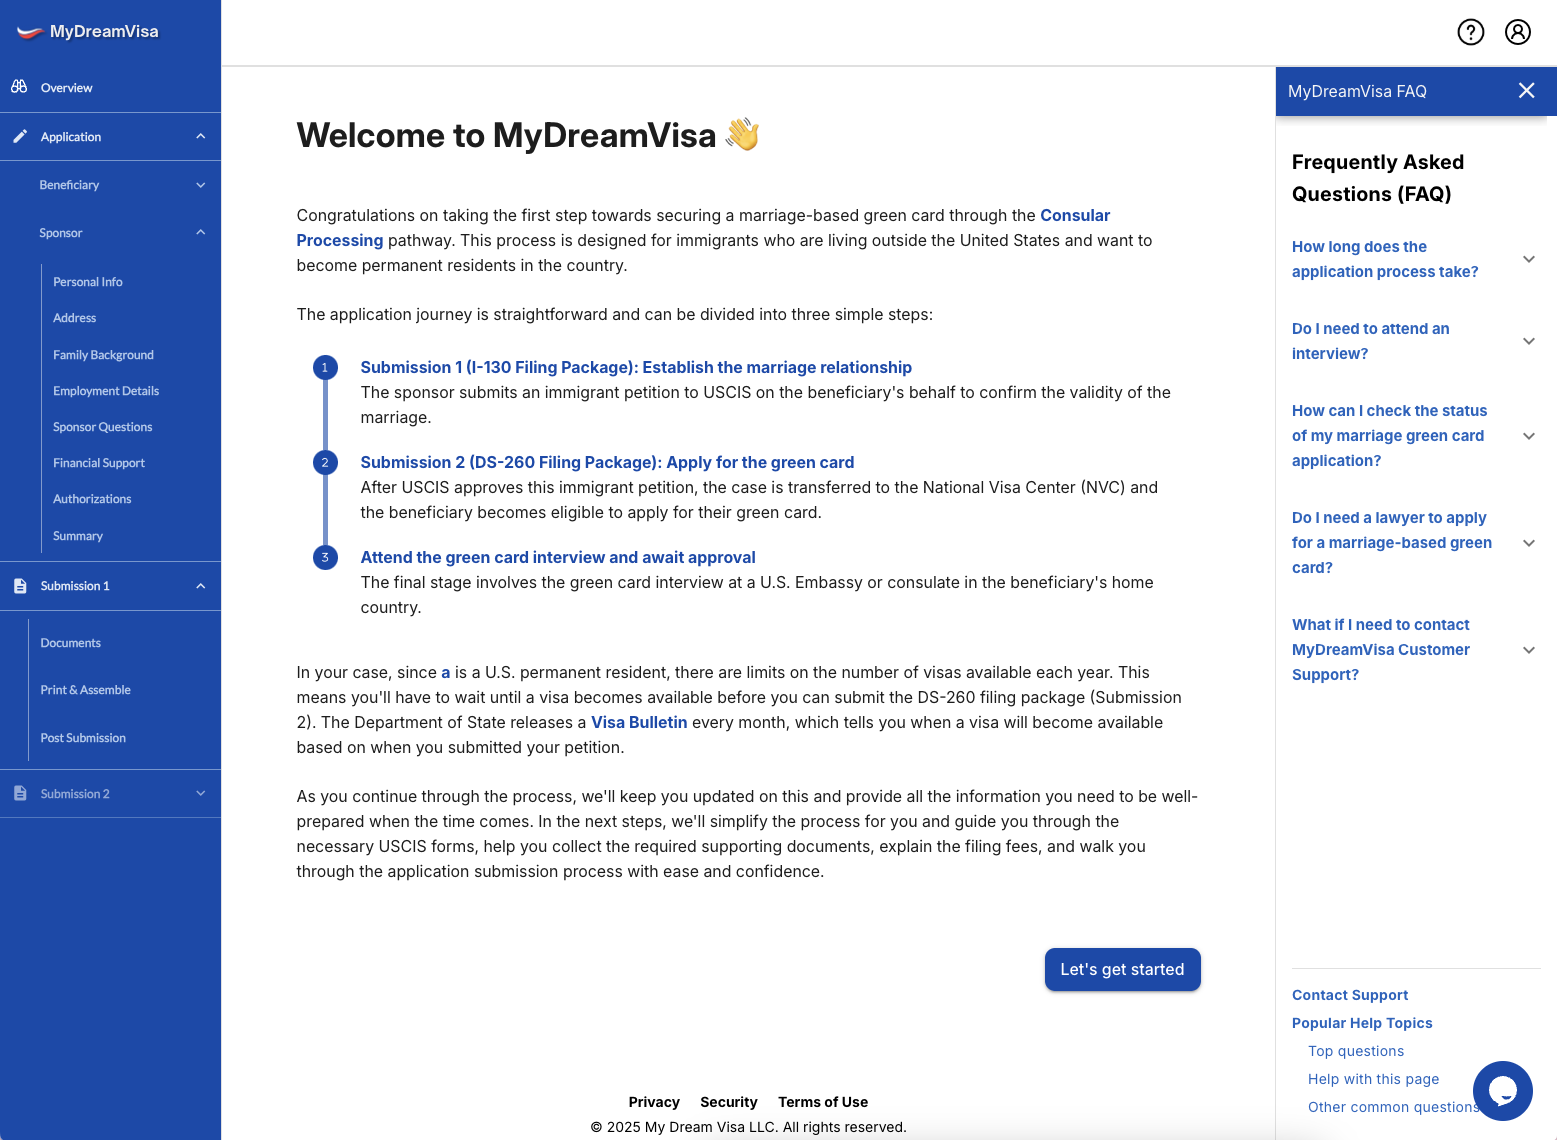 MyDreamVisa
Overview
Application
Beneficiary
Sponsor
Personal Info
Address
Family Background
Employment Details
Sponsor Questions
Financial Support
Authorizations
Summary
Submission 1
Documents
Print & Assemble
Post Submission
Submission 2
Welcome to MyDreamVisa 👋
Congratulations on taking the first step towards securing a marriage-based green card through the Consular
Processing pathway. This process is designed for immigrants who are living outside the United States and want to
become permanent residents in the country.
The application journey is straightforward and can be divided into three simple steps:
1
Submission 1 (I-130 Filing Package): Establish the marriage relationship
The sponsor submits an immigrant petition to USCIS on the beneficiary's behalf to confirm the validity of the
marriage.
2
Submission 2 (DS-260 Filing Package): Apply for the green card
After USCIS approves this immigrant petition, the case is transferred to the National Visa Center (NVC) and
the beneficiary becomes eligible to apply for their green card.
3
Attend the green card interview and await approval
The final stage involves the green card interview at a U.S. Embassy or consulate in the beneficiary's home
country.
In your case, since a is a U.S. permanent resident, there are limits on the number of visas available each year. This
means you'll have to wait until a visa becomes available before you can submit the DS-260 filing package (Submission
2). The Department of State releases a Visa Bulletin every month, which tells you when a visa will become available
based on when you submitted your petition.
As you continue through the process, we'll keep you updated on this and provide all the information you need to be well-
prepared when the time comes. In the next steps, we'll simplify the process for you and guide you through the
necessary USCIS forms, help you collect the required supporting documents, explain the filing fees, and walk you
through the application submission process with ease and confidence.
Let's get started
Privacy Security Terms of Use
© 2025 My Dream Visa LLC. All rights reserved.
MyDreamVisa FAQ
Frequently Asked
Questions (FAQ)
How long does the
application process take?
Do I need to attend an
interview?
How can I check the status
of my marriage green card
application?
Do I need a lawyer to apply
for a marriage-based green
card?
What if I need to contact
MyDreamVisa Customer
Support?
Contact Support
Popular Help Topics
Top questions
Help with this page
Other common questions